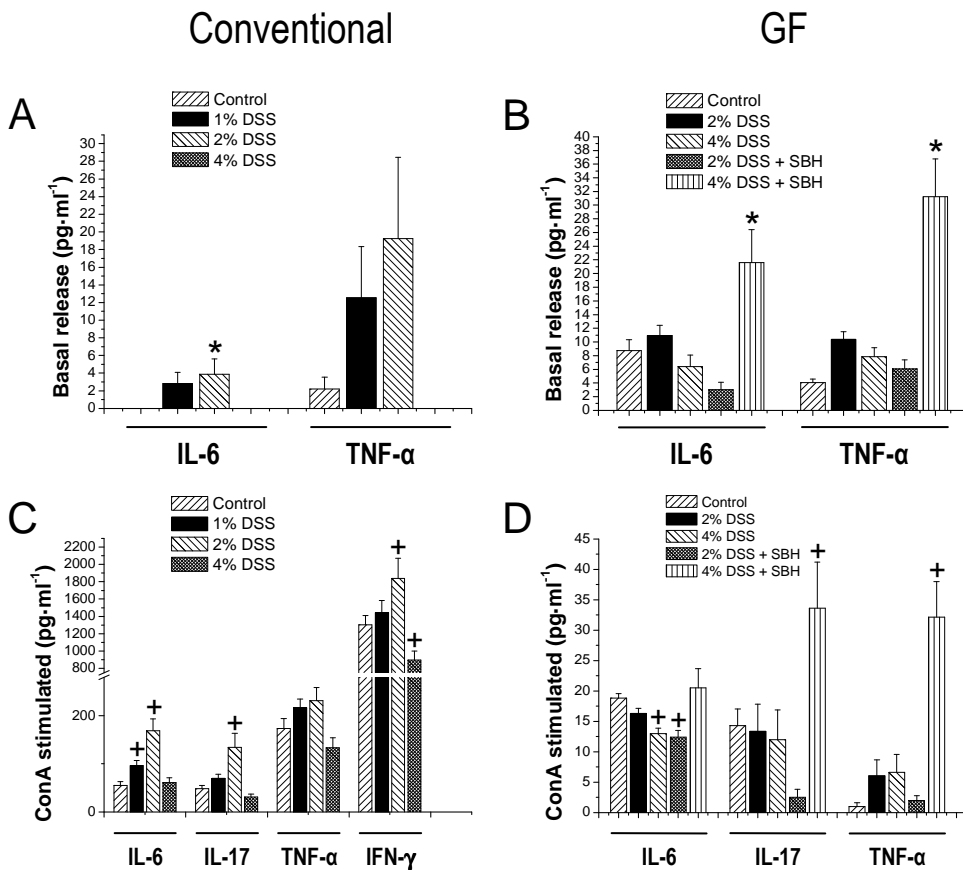 Conventional
GF
A
Control
1% DSS
2% DSS
4% DSS
Basal release (pg·ml⁻¹)
30
28
26
24
22
20
18
16
14
12
10
8
6
4
2
0
*
IL-6
TNF-α
B
Control
2% DSS
4% DSS
2% DSS + SBH
4% DSS + SBH
Basal release (pg·ml⁻¹)
40
38
36
34
32
30
28
26
24
22
20
18
16
14
12
10
8
6
4
2
0
*
*
IL-6
TNF-α
C
Control
1% DSS
2% DSS
4% DSS
ConA stimulated (pg·ml⁻¹)
2200
2000
1800
1600
1400
1200
1000
800
200
0
+
+
+
+
+
IL-6
IL-17
TNF-α
IFN-γ
D
Control
2% DSS
4% DSS
2% DSS + SBH
4% DSS + SBH
ConA stimulated (pg·ml⁻¹)
45
40
35
30
25
20
15
10
5
0
+
+
+
+
IL-6
IL-17
TNF-α